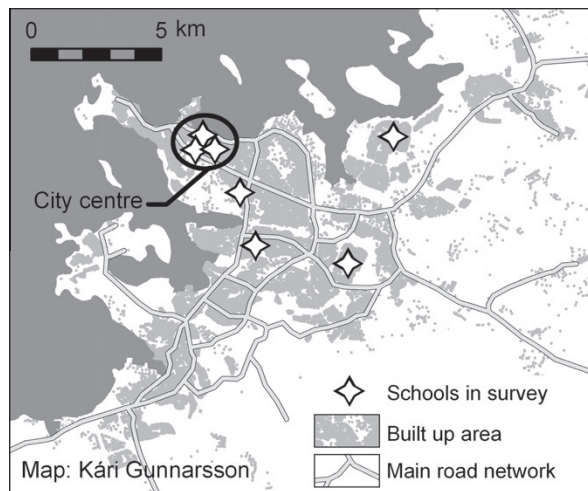 0 5
km
City centre
Schools in survey
Built up area
Main road network
Map: Kári Gunnarsson